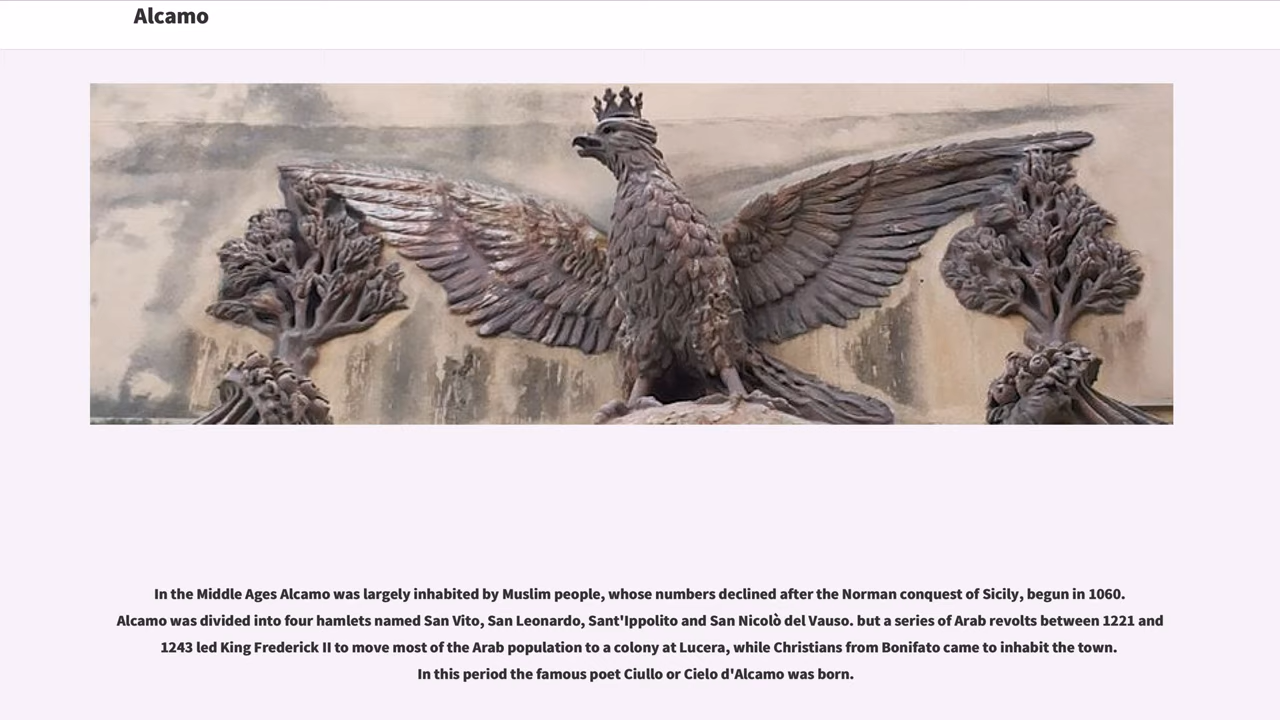 Alcamo
In the Middle Ages Alcamo was largely inhabited by Muslim people, whose numbers declined after the Norman conquest of Sicily, begun in 1060.
Alcamo was divided into four hamlets named San Vito, San Leonardo, Sant'Ippolito and San Nicolò del Vauso. but a series of Arab revolts between 1221 and
1243 led King Frederick II to move most of the Arab population to a colony at Lucera, while Christians from Bonifato came to inhabit the town.
In this period the famous poet Ciullo or Cielo d'Alcamo was born.